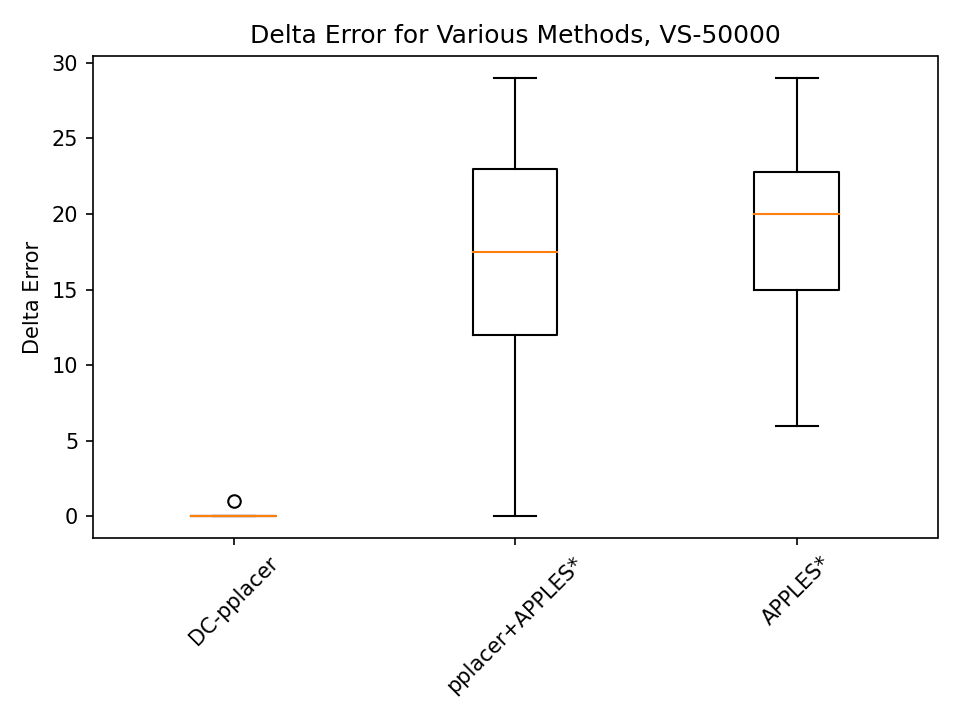 Delta Error for Various Methods, VS-50000
Delta Error
30
25
20
15
10
5
0
DC-pplacer
pplacer+APPLES*
APPLES*